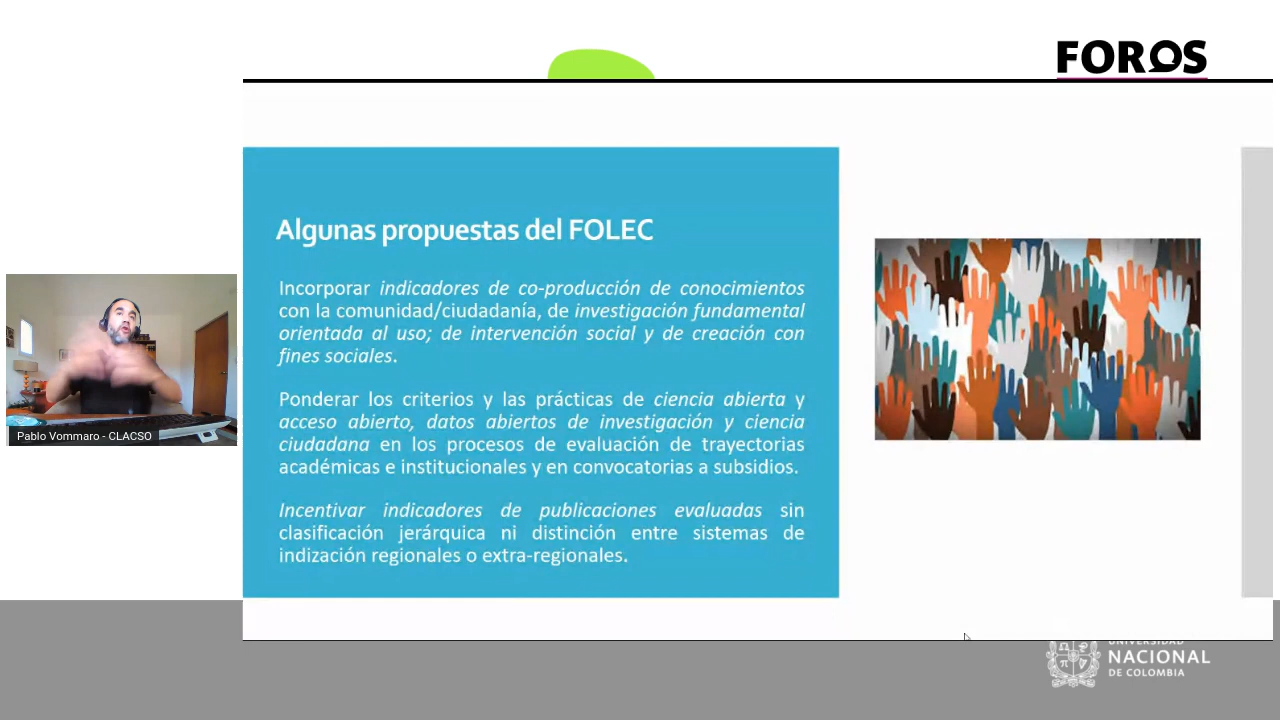 FOROS
Algunas propuestas del FOLEC
Incorporar indicadores de co-producción de conocimientos
con la comunidad/ciudadanía, de investigación fundamental
orientada al uso; de intervención social y de creación con
fines sociales.
Ponderar los criterios y las prácticas de ciencia abierta y
acceso abierto, datos abiertos de investigación y ciencia
ciudadana en los procesos de evaluación de trayectorias
académicas e institucionales y en convocatorias a subsidios.
Incentivar indicadores de publicaciones evaluadas sin
clasificación jerárquica ni distinción entre sistemas de
indización regionales o extra-regionales.
Pablo Vommaro - CLACSO
UNIVERSIDAD
NACIONAL
DE COLOMBIA